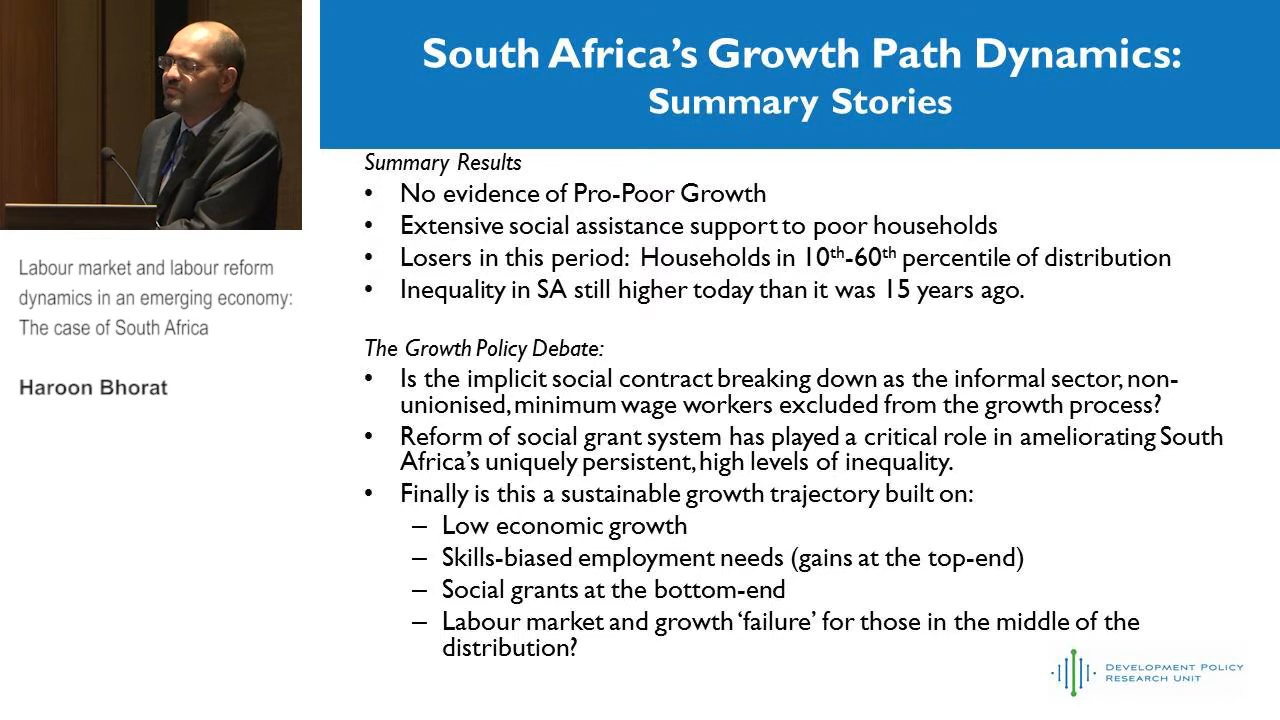 South Africa's Growth Path Dynamics:
Summary Stories
Labour market and labour reform
dynamics in an emerging economy:
The case of South Africa
Haroon Bhorat
Summary Results
• No evidence of Pro-Poor Growth
• Extensive social assistance support to poor households
• Losers in this period: Households in 10th-60th percentile of distribution
• Inequality in SA still higher today than it was 15 years ago.
The Growth Policy Debate:
• Is the implicit social contract breaking down as the informal sector, non-
unionised, minimum wage workers excluded from the growth process?
• Reform of social grant system has played a critical role in ameliorating South
Africa's uniquely persistent, high levels of inequality.
• Finally is this a sustainable growth trajectory built on:
– Low economic growth
– Skills-biased employment needs (gains at the top-end)
– Social grants at the bottom-end
– Labour market and growth 'failure' for those in the middle of the
distribution?
Development Policy
Research Unit